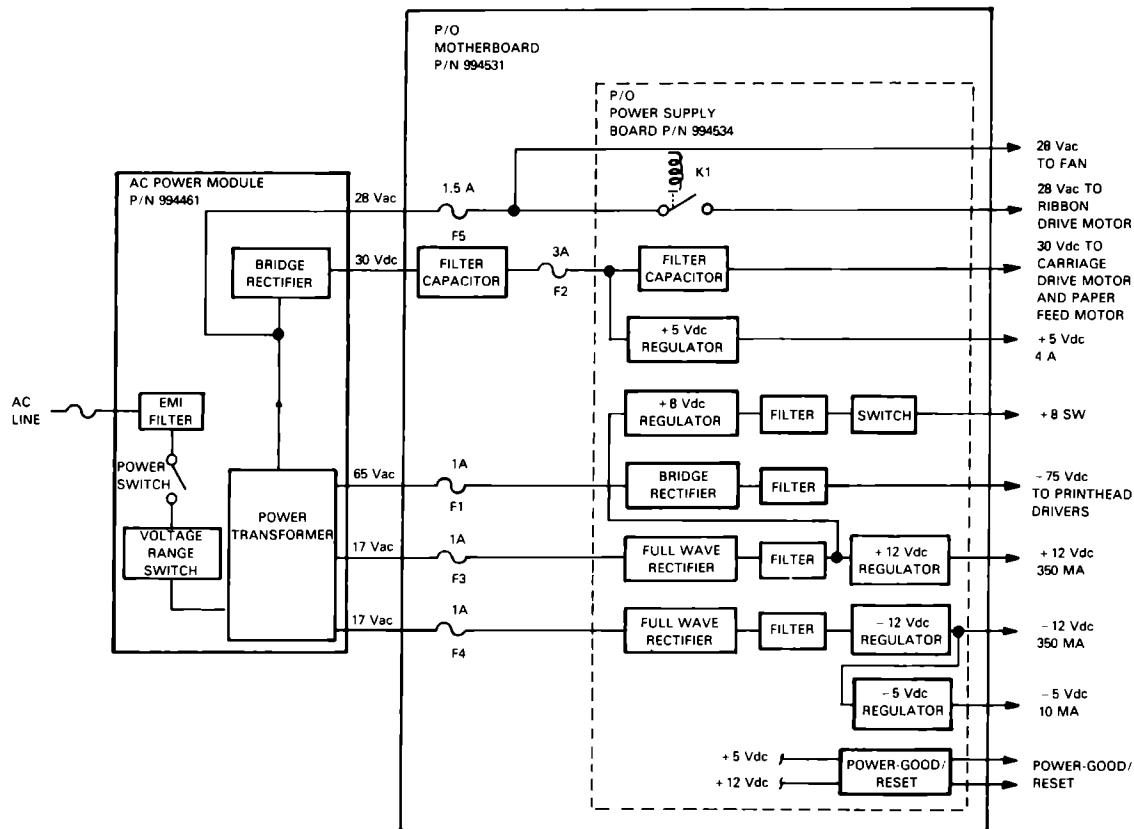 P/O
MOTHERBOARD
P/N 994531
P/O
POWER SUPPLY
BOARD P/N 994534
K1
28 Vac
TO FAN
28 Vac TO
RIBBON
DRIVE MOTOR
AC POWER MODULE
P/N 994461
28 Vac
1.5 A
F5
BRIDGE
RECTIFIER
30 Vdc
FILTER
CAPACITOR
3A
F2
FILTER
CAPACITOR
30 Vdc TO
CARRIAGE
DRIVE MOTOR
AND PAPER
FEED MOTOR
+ 5 Vdc
REGULATOR
+ 5 Vdc
4 A
AC
LINE
EMI
FILTER
POWER
SWITCH
VOLTAGE
RANGE
SWITCH
POWER
TRANSFORMER
+ 8 Vdc
REGULATOR
FILTER
SWITCH
+ 8 SW
65 Vac
1A
F1
BRIDGE
RECTIFIER
FILTER
– 75 Vdc
TO PRINTHEAD
DRIVERS
17 Vac
1A
F3
FULL WAVE
RECTIFIER
FILTER
+ 12 Vdc
REGULATOR
+ 12 Vdc
350 MA
17 Vac
1A
F4
FULL WAVE
RECTIFIER
FILTER
– 12 Vdc
REGULATOR
– 12 Vdc
350 MA
– 5 Vdc
REGULATOR
– 5 Vdc
10 MA
+ 5 Vdc
+ 12 Vdc
POWER-GOOD/
RESET
POWER-GOOD/
RESET